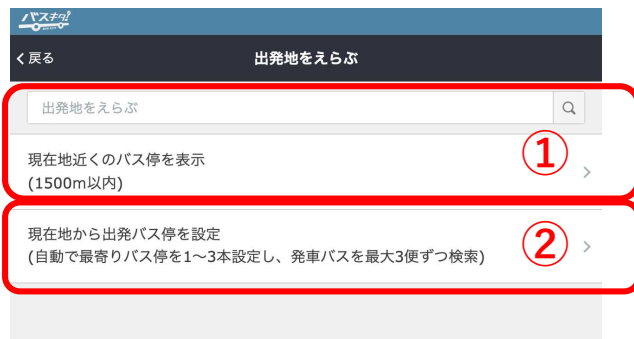 バスキタ!
戻る
出発地をえらぶ
出発地をえらぶ
現在地近くのバス停を表示
(1500m以内)
①
現在地から出発バス停を設定
(自動で最寄りバス停を1〜3本設定し、発車バスを最大3便ずつ検索)
②